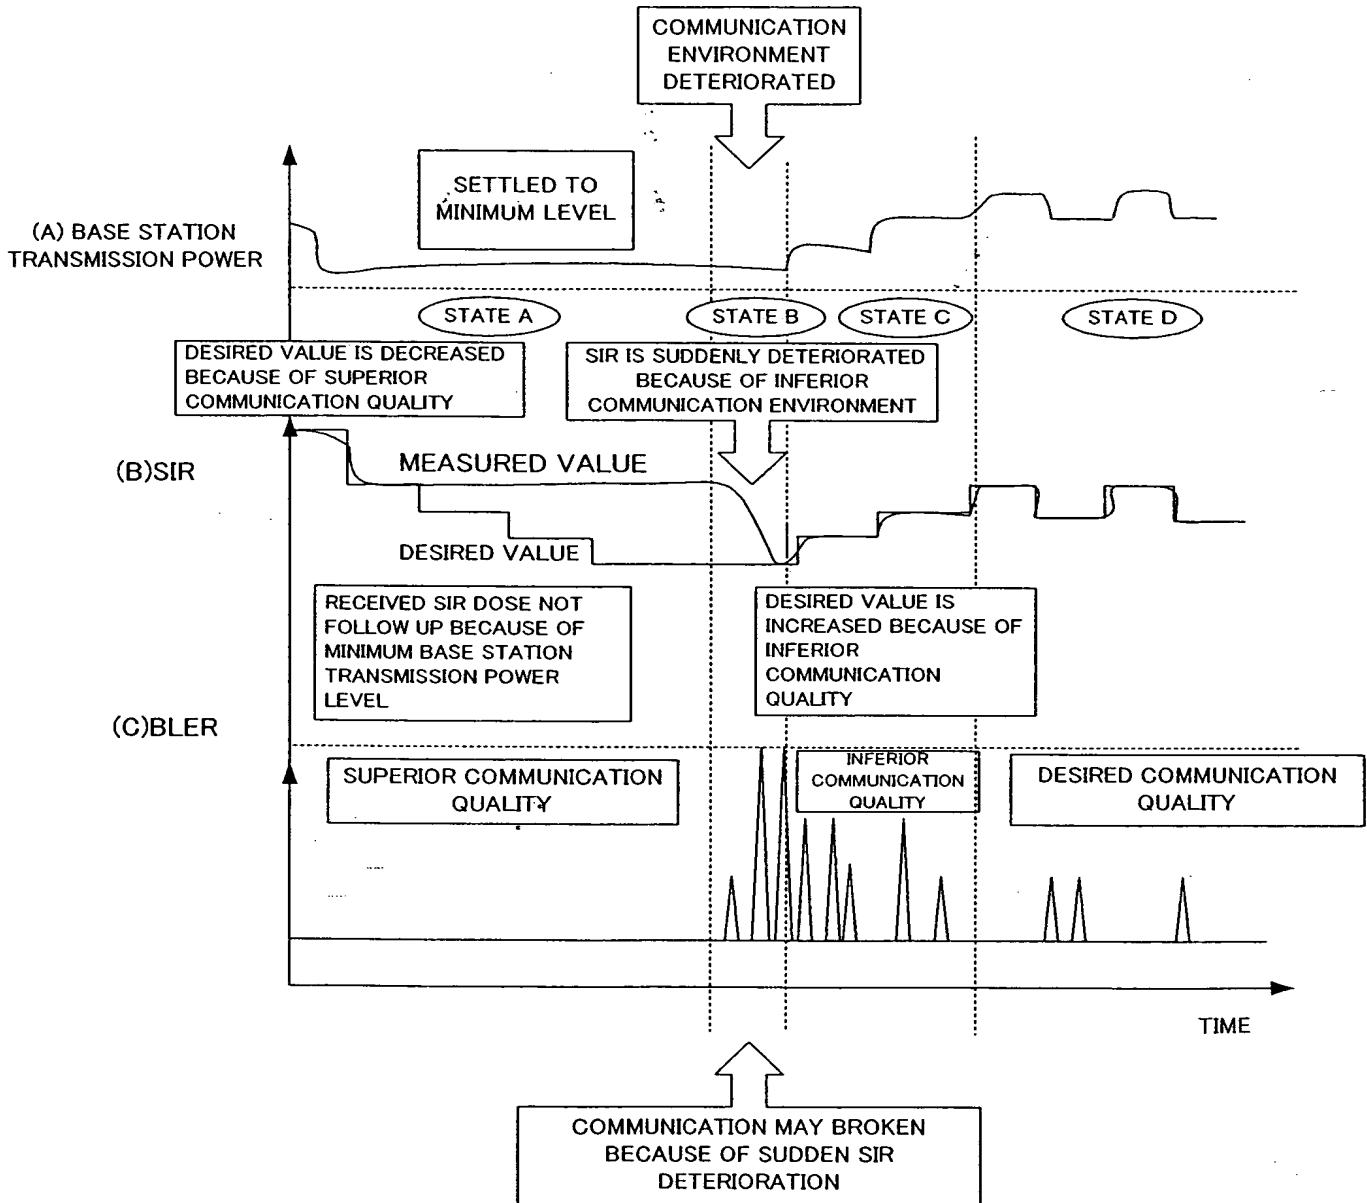 COMMUNICATION
ENVIRONMENT
DETERIORATED
SETTLED TO
MINIMUM LEVEL
(A) BASE STATION
TRANSMISSION POWER
STATE A
STATE B
STATE C
STATE D
DESIRED VALUE IS DECREASED
BECAUSE OF SUPERIOR
COMMUNICATION QUALITY
SIR IS SUDDENLY DETERIORATED
BECAUSE OF INFERIOR
COMMUNICATION ENVIRONMENT
(B)SIR
MEASURED VALUE
DESIRED VALUE
RECEIVED SIR DOSE NOT
FOLLOW UP BECAUSE OF
MINIMUM BASE STATION
TRANSMISSION POWER
LEVEL
DESIRED VALUE IS
INCREASED BECAUSE OF
INFERIOR
COMMUNICATION
QUALITY
(C)BLER
SUPERIOR COMMUNICATION
QUALITY
INFERIOR
COMMUNICATION
QUALITY
DESIRED COMMUNICATION
QUALITY
TIME
COMMUNICATION MAY BROKEN
BECAUSE OF SUDDEN SIR
DETERIORATION